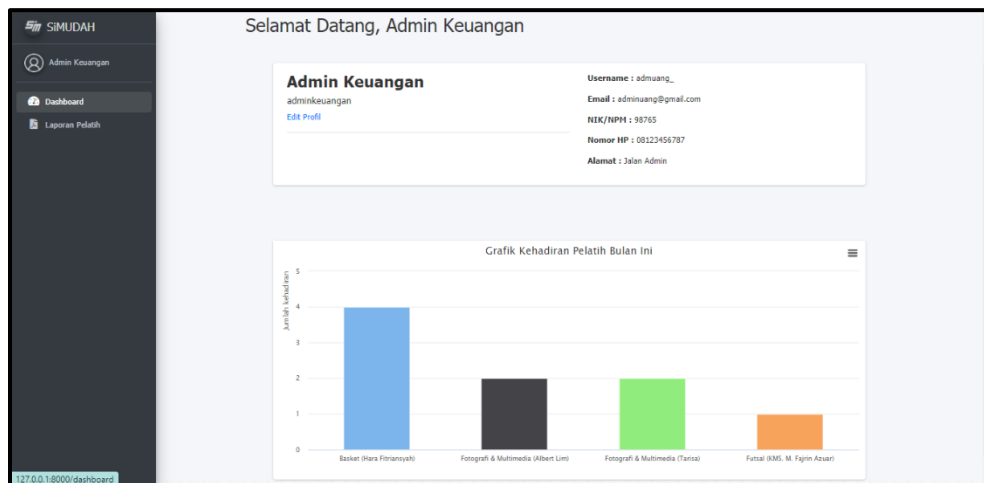 SiMUDAH
Admin Keuangan
Dashboard
Laporan Pelatih
Selamat Datang, Admin Keuangan
Admin Keuangan
adminkeuangan
Edit Profil
Username : admuang_
Email : adminuang@gmail.com
NIK/NPM : 98765
Nomor HP : 08123456787
Alamat : Jalan Admin
Grafik Kehadiran Pelatih Bulan Ini
Jumlah kehadiran
5
4
3
2
1
0
Basket (Hara Fitriansyah)
Fotografi & Multimedia (Albert Lim)
Fotografi & Multimedia (Tarisa)
Futsal (KMS. M. Fajrin Azuar)
127.0.0.1:8000/dashboard